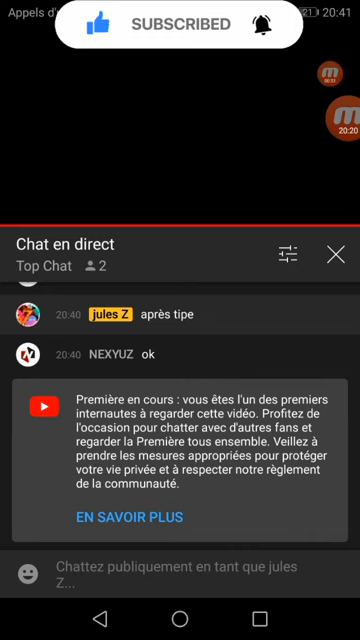 Appels d'u
SUBSCRIBED
21
20:41
00:33
20:20
Chat en direct
Top Chat 2
20:40 jules Z après tipe
20:40 NEXYUZ ok
Première en cours : vous êtes l'un des premiers
internautes à regarder cette vidéo. Profitez de
l'occasion pour chatter avec d'autres fans et
regarder la Première tous ensemble. Veillez à
prendre les mesures appropriées pour protéger
votre vie privée et à respecter notre règlement
de la communauté.
EN SAVOIR PLUS
Chattez publiquement en tant que jules
Z...